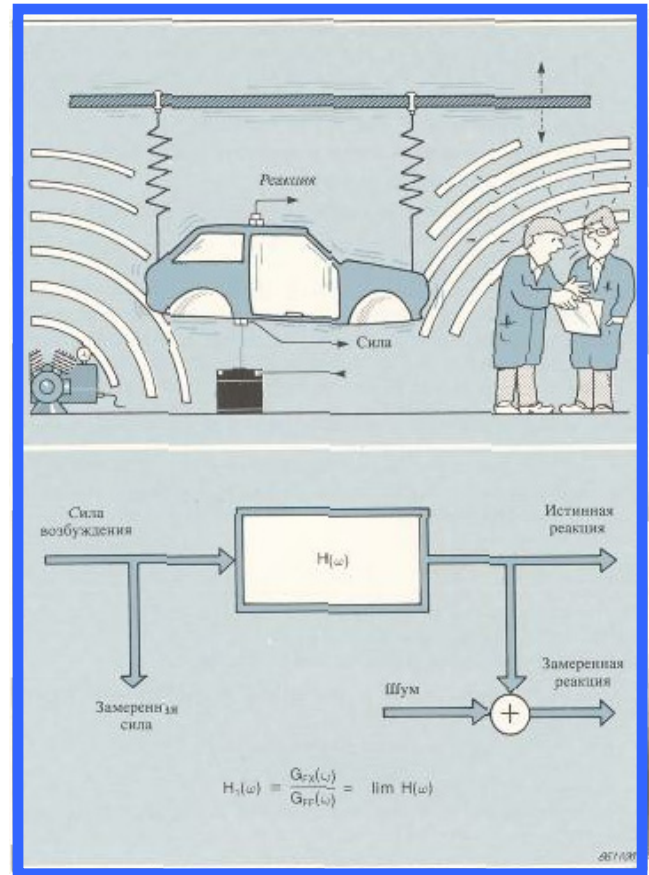 Реакция
Сила
Сила
возбуждения
H(ω)
Истинная
реакция
Замеренная
сила
Шум
Замеренная
реакция
+
H₁(ω) = G_FX(ω) / G_FF(ω) = lim H(ω)